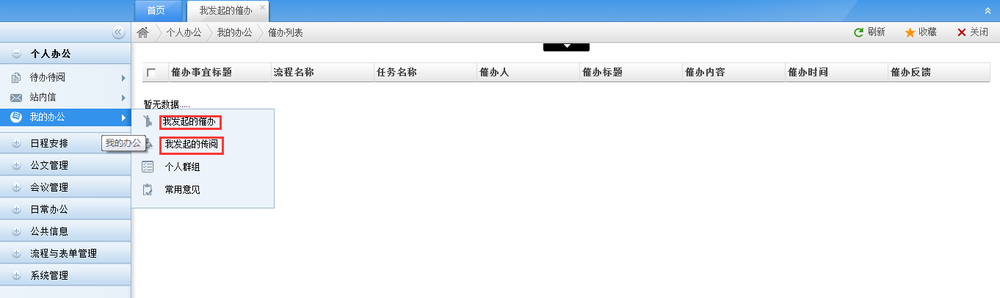 首页
我发起的催办
个人办公 我的办公 催办列表
刷新 收藏 关闭
个人办公
待办待阅
站内信
我的办公
日程安排
公文管理
会议管理
日常办公
公共信息
流程与表单管理
系统管理
我的办公
催办事宜标题 流程名称 任务名称 催办人 催办标题 催办内容 催办时间 催办反馈
暂无数据.....
我发起的催办
我发起的传阅
个人群组
常用意见